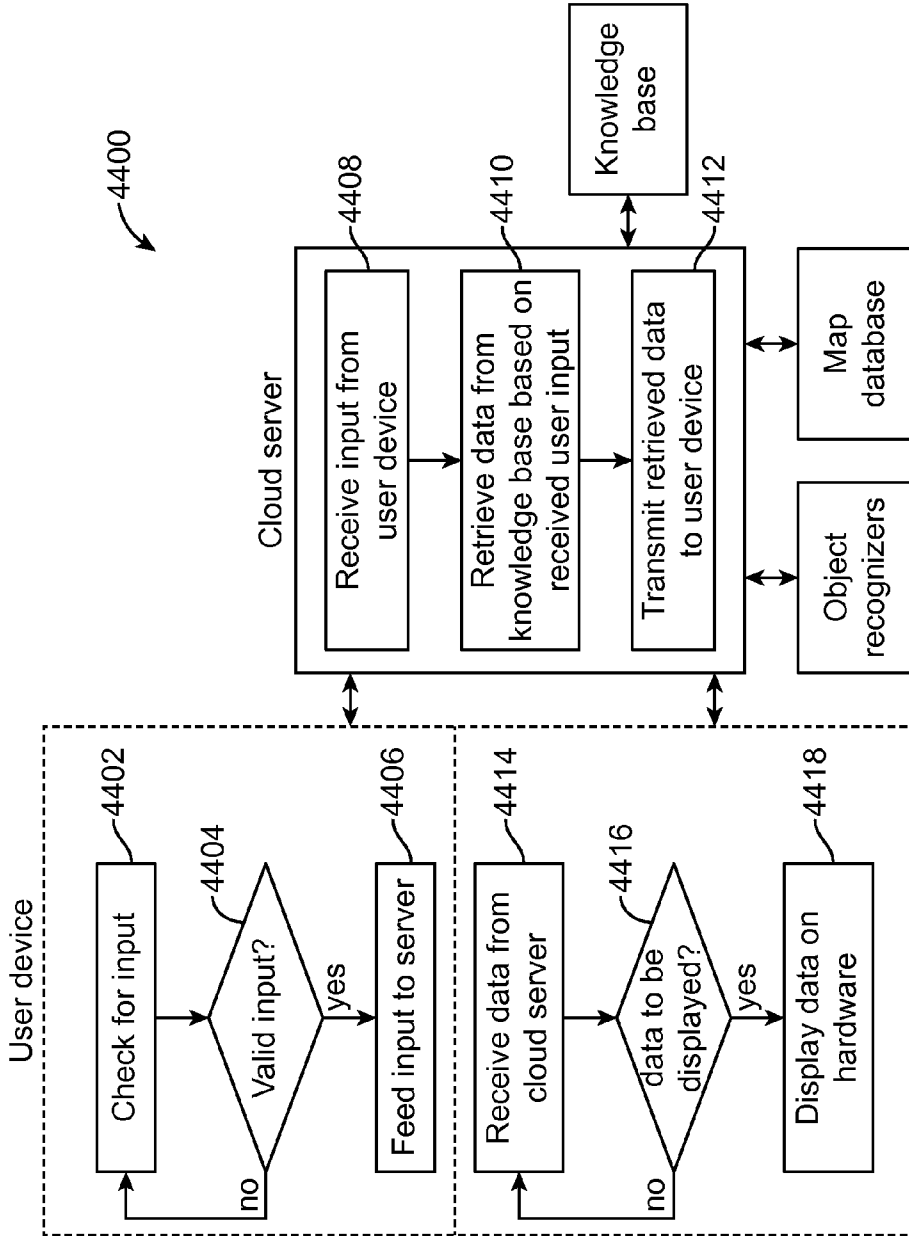 4400
User device
4402
Check for input
4404
Valid input?
no
yes
4406
Feed input to server
4414
Receive data from
cloud server
4416
data to be
displayed?
no
yes
4418
Display data on
hardware
Cloud server
4408
Receive input from
user device
4410
Retrieve data from
knowledge base based on
received user input
4412
Transmit retrieved data
to user device
Knowledge
base
Object
recognizers
Map
database